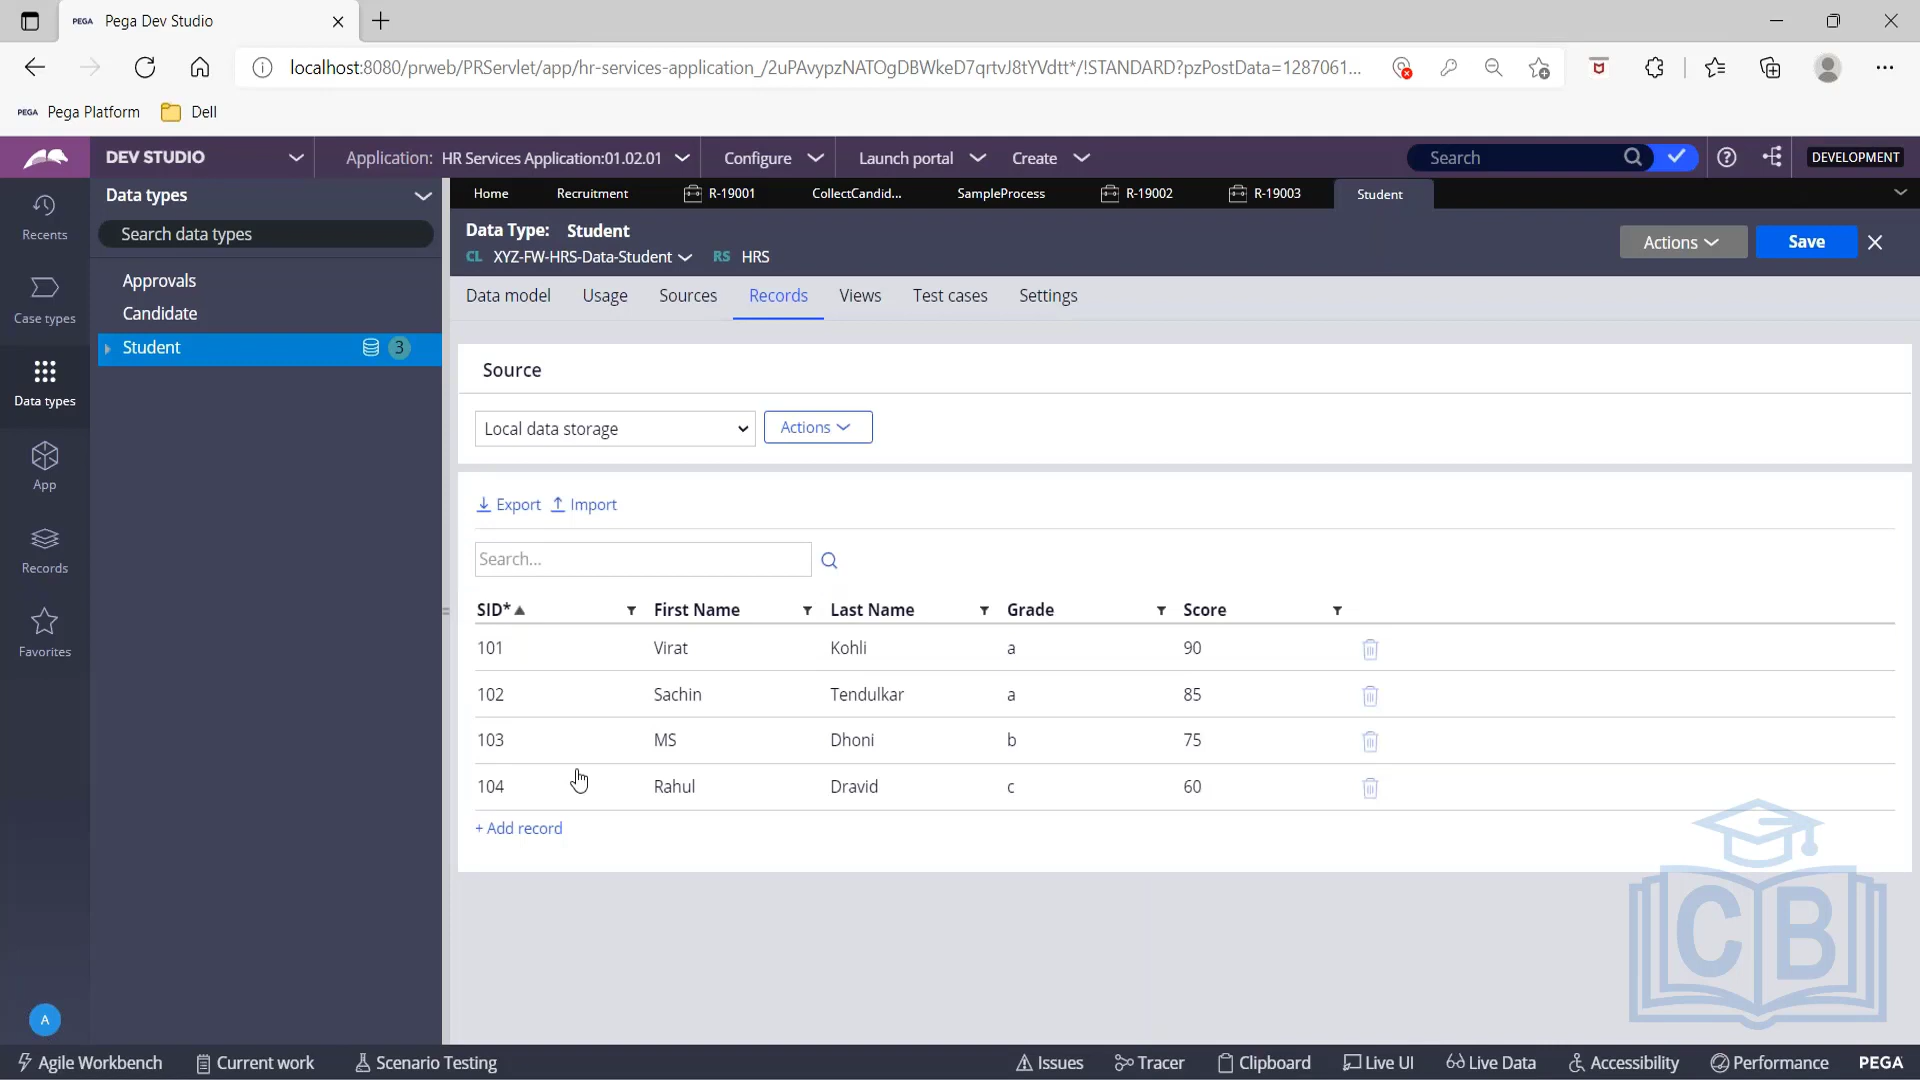 PEGA Pega Dev Studio
localhost:8080/prweb/PRServlet/app/hr-services-application_/2uPAvypzNATOgDBWkeD7qrtvJ8tYVdtt*/!STANDARD?pzPostData=1287061...
PEGA Pega Platform Dell
DEV STUDIO Application: HR Services Application:01.02.01 Configure Launch portal Create Search DEVELOPMENT
Recents
Case types
Data types
App
Records
Favorites
A
Data types
Search data types
Approvals
Candidate
Student 3
Home Recruitment R-19001 CollectCandid... SampleProcess R-19002 R-19003 Student
Data Type: Student
CL XYZ-FW-HRS-Data-Student RS HRS
Actions Save
Data model Usage Sources Records Views Test cases Settings
Source
Local data storage Actions
Export Import
Search...
SID* First Name Last Name Grade Score
101 Virat Kohli a 90
102 Sachin Tendulkar a 85
103 MS Dhoni b 75
104 Rahul Dravid c 60
+ Add record
CB
Agile Workbench Current work Scenario Testing Issues Tracer Clipboard Live UI Live Data Accessibility Performance PEGA